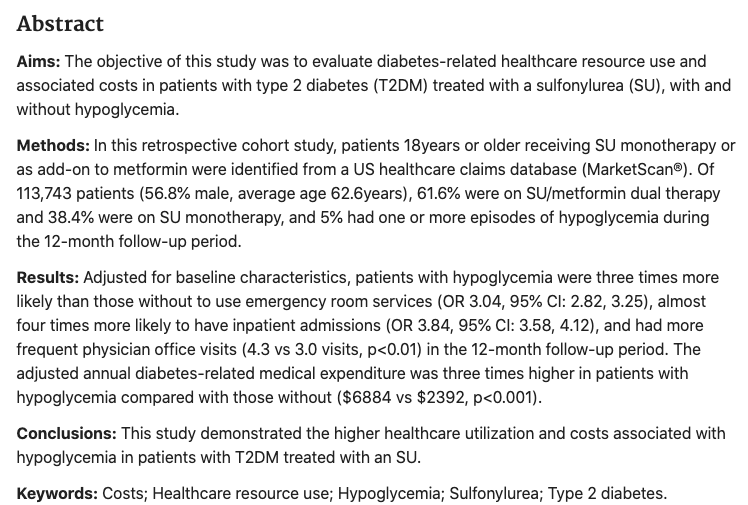 Abstract
Aims: The objective of this study was to evaluate diabetes-related healthcare resource use and
associated costs in patients with type 2 diabetes (T2DM) treated with a sulfonylurea (SU), with and
without hypoglycemia.
Methods: In this retrospective cohort study, patients 18years or older receiving SU monotherapy or
as add-on to metformin were identified from a US healthcare claims database (MarketScan®). Of
113,743 patients (56.8% male, average age 62.6years), 61.6% were on SU/metformin dual therapy
and 38.4% were on SU monotherapy, and 5% had one or more episodes of hypoglycemia during
the 12-month follow-up period.
Results: Adjusted for baseline characteristics, patients with hypoglycemia were three times more
likely than those without to use emergency room services (OR 3.04, 95% CI: 2.82, 3.25), almost
four times more likely to have inpatient admissions (OR 3.84, 95% CI: 3.58, 4.12), and had more
frequent physician office visits (4.3 vs 3.0 visits, p<0.01) in the 12-month follow-up period. The
adjusted annual diabetes-related medical expenditure was three times higher in patients with
hypoglycemia compared with those without ($6884 vs $2392, p<0.001).
Conclusions: This study demonstrated the higher healthcare utilization and costs associated with
hypoglycemia in patients with T2DM treated with an SU.
Keywords: Costs; Healthcare resource use; Hypoglycemia; Sulfonylurea; Type 2 diabetes.